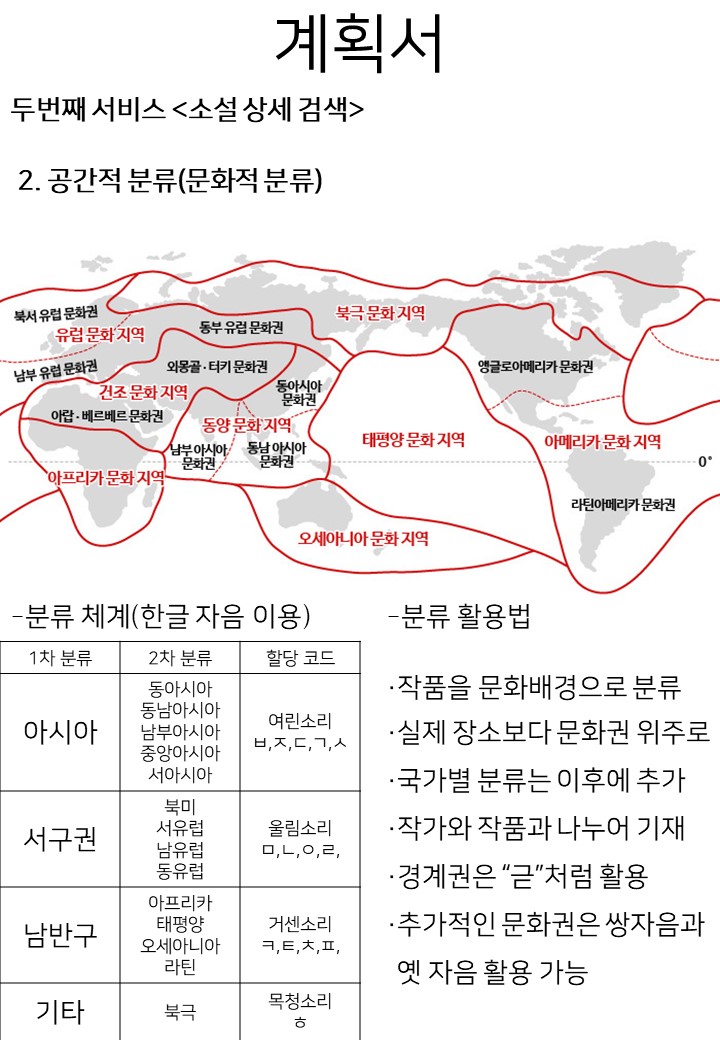 계획서
두번째 서비스 <소설 상세 검색>
2. 공간적 분류(문화적 분류)
북서 유럽 문화권
유럽 문화 지역
동부 유럽 문화권
북극 문화 지역
남부 유럽 문화권
외몽골·터키 문화권
앵글로아메리카 문화권
건조 문화 지역
동아시아
문화권
아랍·베르베르 문화권
동양 문화 지역
태평양 문화 지역
아메리카 문화 지역
남부 아시아
문화권
동남 아시아
문화권
0°
아프리카 문화 지역
라틴아메리카 문화권
오세아니아 문화 지역
-분류 체계(한글 자음 이용)
1차 분류 2차 분류 할당 코드
아시아
동아시아
동남아시아
남부아시아
중앙아시아
서아시아
여린소리
ㅂ,ㅈ,ㄷ,ㄱ,ㅅ
서구권
북미
서유럽
남유럽
동유럽
울림소리
ㅁ,ㄴ,ㅇ,ㄹ,
남반구
아프리카
태평양
오세아니아
라틴
거센소리
ㅋ,ㅌ,ㅊ,ㅍ,
기타
북극
목청소리
ㅎ
-분류 활용법
·작품을 문화배경으로 분류
·실제 장소보다 문화권 위주로
·국가별 분류는 이후에 추가
·작가와 작품과 나누어 기재
·경계권은 “귿”처럼 활용
·추가적인 문화권은 쌍자음과
옛 자음 활용 가능